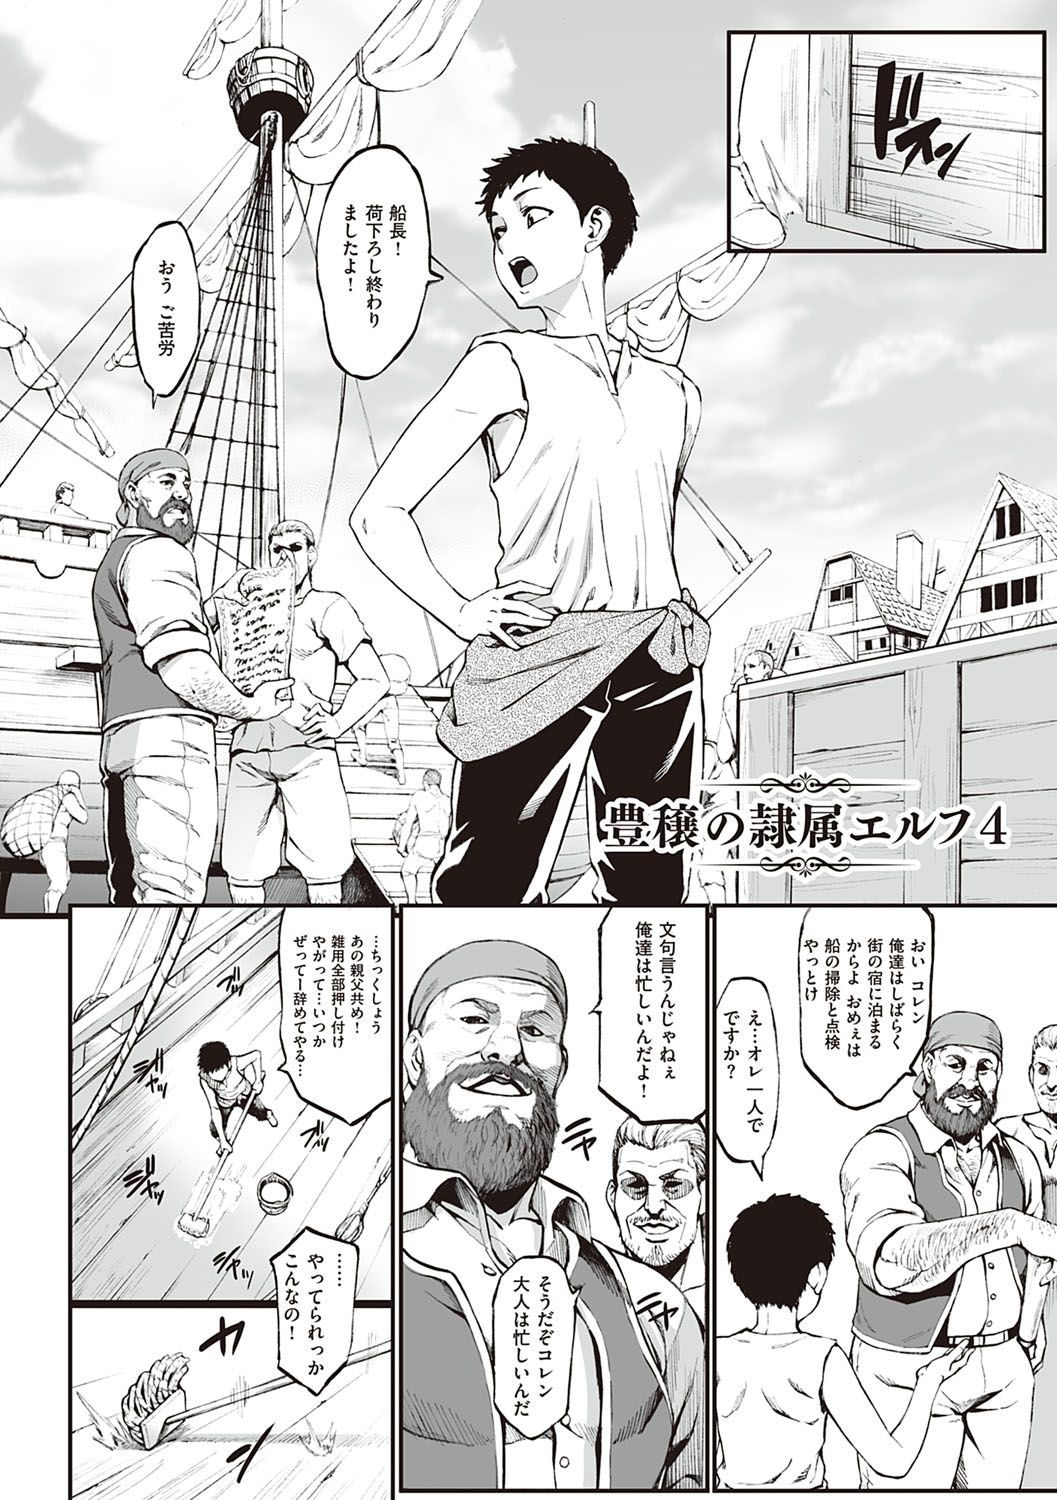 ドスン
船長！
荷下ろし終わり
ましたよ！
おう ご苦労
豊穣の隷属エルフ4
おい コレン
俺達はしばらく
街の宿に泊まる
からよ おめぇは
船の掃除と点検
やっとけ
え…オレ 一人で
ですか？
文句言うんじゃねぇ
俺達は忙しいんだよ！
ニヤ
ニヤ
そうだぞコレン
大人は忙しいんだ
…ちっくしょう
あの親父共め！
雑用全部押し付け
やがって…いつか
ぜってー辞めてやる…
ジャッ
ジャッ
……
やってられっか
こんなの！